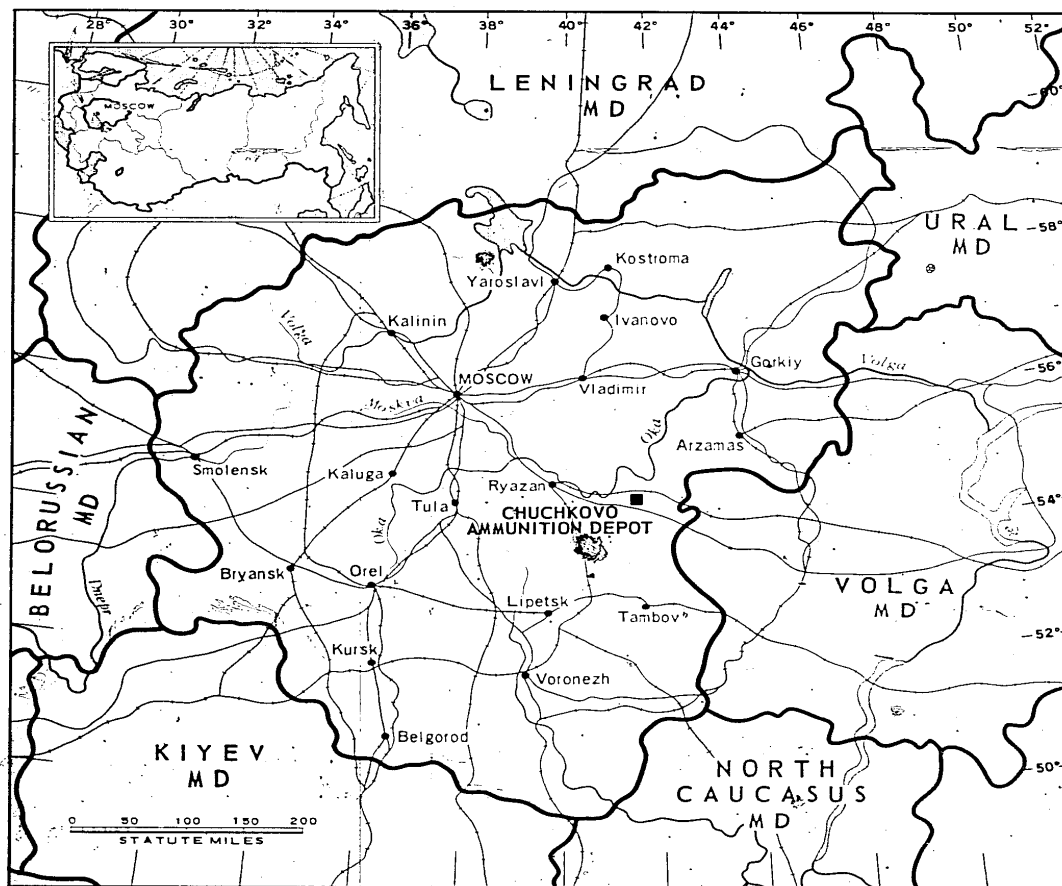 28° 30° 32° 34° 36° 38° 40° 42° 44° 46° 48° 50° 52°
MOSCOW
LENINGRAD
MD
60°
58°
URAL
MD
Kostroma
Yaroslavl
Ivanovo
Kalinin
Volga
Gorkiy
Volga
56°
MOSCOW
Vladimir
Moskva
Oka
Arzamas
BELORUSSIAN
MD
Smolensk
Kaluga
Ryazan
54°
Tula
CHUCHKOVO
AMMUNITION DEPOT
Oka
Bryansk
Orel
Dnepr
VOLGA
MD
Lipetsk
Tambov
52°
Kursk
Voronezh
Belgorod
KIYEV
MD
NORTH
CAUCASUS
MD
50°
0 100 200
STATUTE MILES